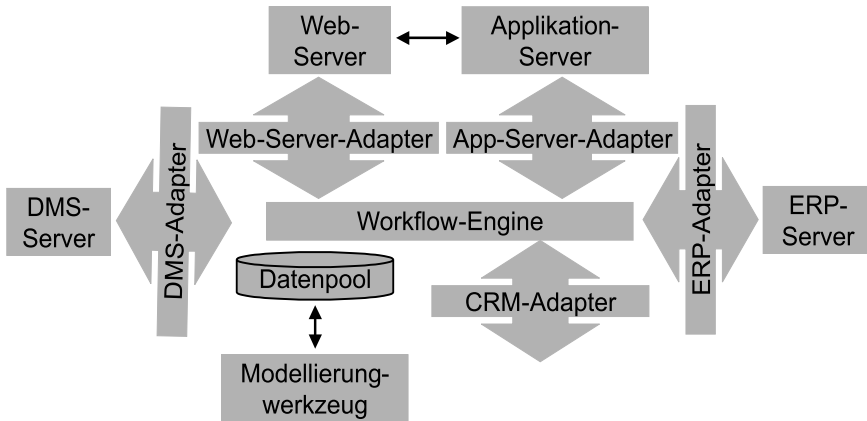 Web-
Server
Applikation-
Server
Web-Server-Adapter
App-Server-Adapter
DMS-
Server
DMS-Adapter
Workflow-Engine
ERP-Adapter
ERP-
Server
Datenpool
CRM-Adapter
Modellierung-
werkzeug